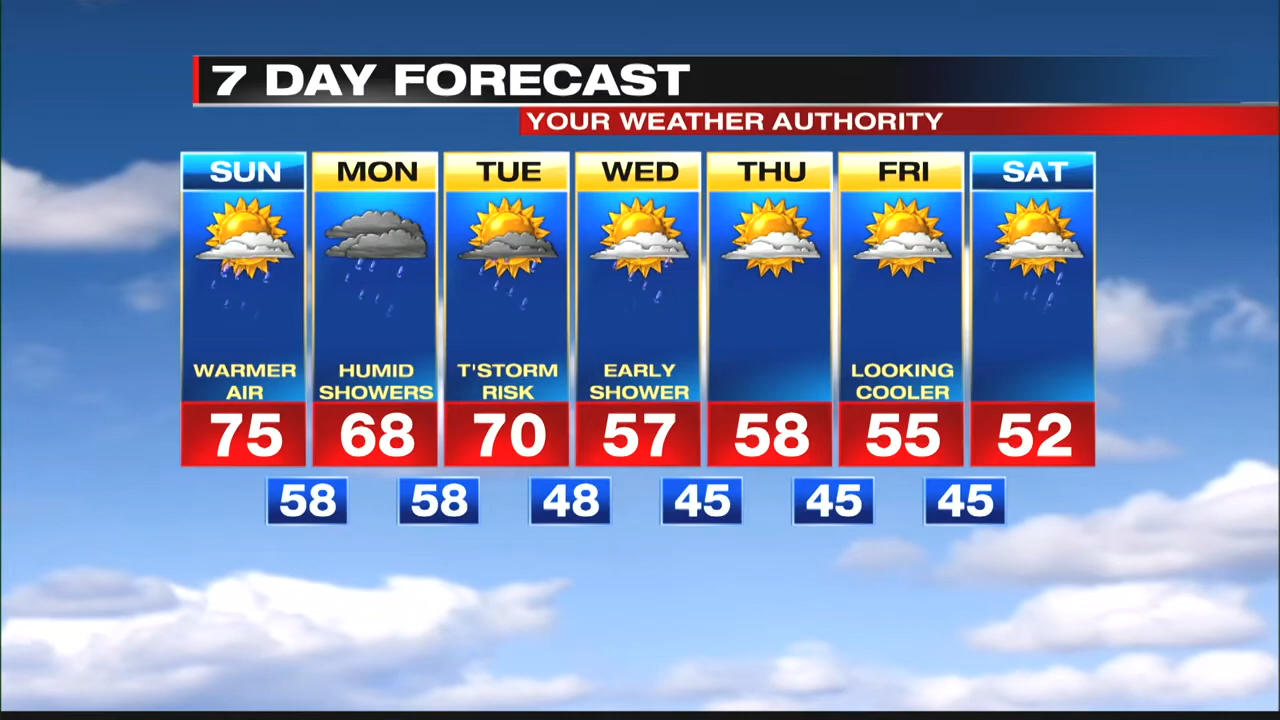 7 DAY FORECAST
YOUR WEATHER AUTHORITY
SUN MON TUE WED THU FRI SAT
WARMER HUMID T'STORM EARLY LOOKING
AIR SHOWERS RISK SHOWER COOLER
75 68 70 57 58 55 52
58 58 48 45 45 45